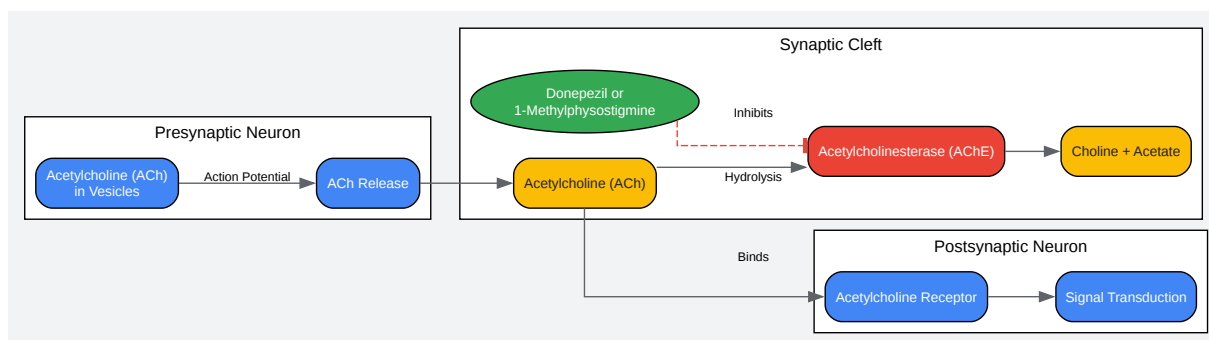 Presynaptic Neuron
Acetylcholine (ACh)
in Vesicles
Action Potential
ACh Release
Synaptic Cleft
Donepezil or
1-Methylphysostigmine
Inhibits
Acetylcholine (ACh)
Hydrolysis
Acetylcholinesterase (AChE)
Choline + Acetate
Binds
Postsynaptic Neuron
Acetylcholine Receptor
Signal Transduction